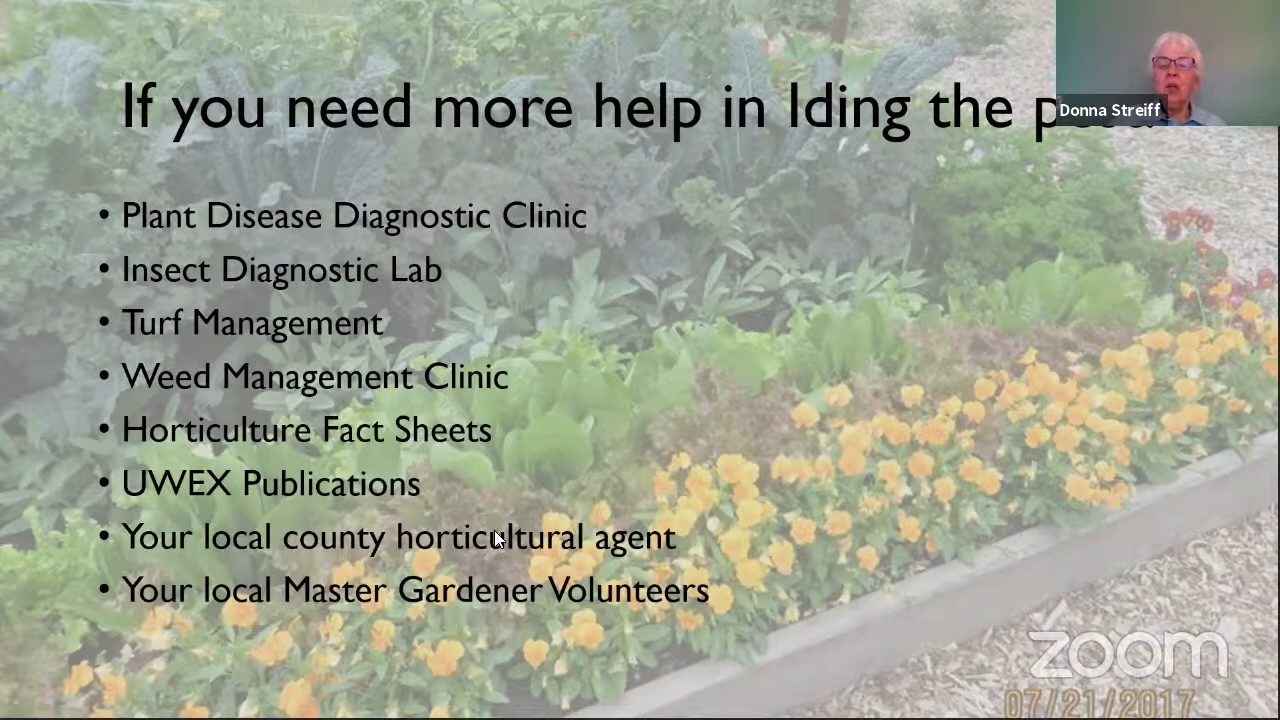 If you need more help in Iding the
Donna Streiff
• Plant Disease Diagnostic Clinic
• Insect Diagnostic Lab
• Turf Management
• Weed Management Clinic
• Horticulture Fact Sheets
• UWEX Publications
• Your local county horticultural agent
• Your local Master Gardener Volunteers
zoom
07/21/2017